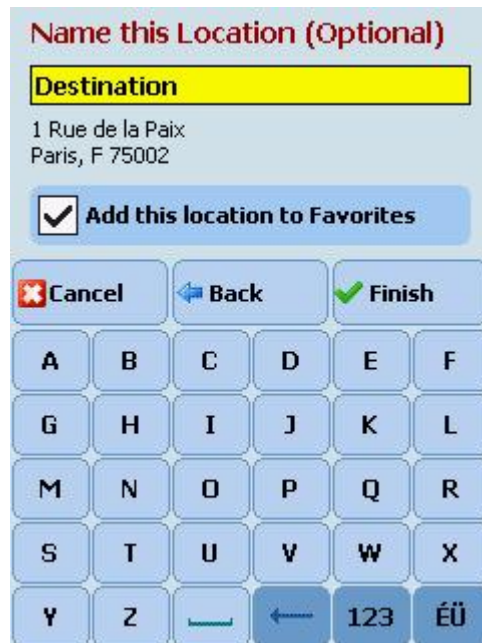 Name this Location (Optional)
Destination
1 Rue de la Paix
Paris, F 75002
Add this location to Favorites
Cancel Back Finish
A B C D E F
G H I J K L
M N O P Q R
S T U V W X
Y Z 123 ÉÜ